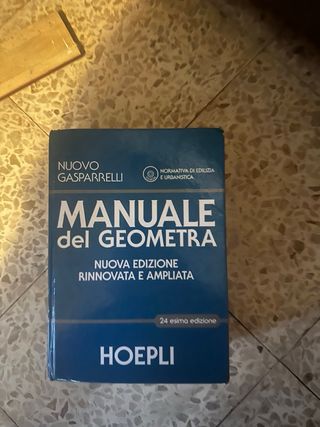 NUOVO
GASPARRELLI
NORMATIVA DI EDILIZIA
E URBANISTICA
MANUALE
del GEOMETRA
NUOVA EDIZIONE
RINNOVATA E AMPLIATA
24 esima edizione
HOEPLI